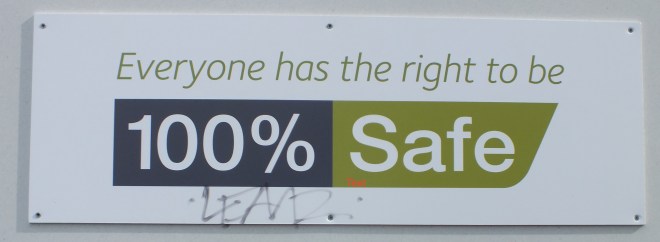 Everyone has the right to be
100% Safe